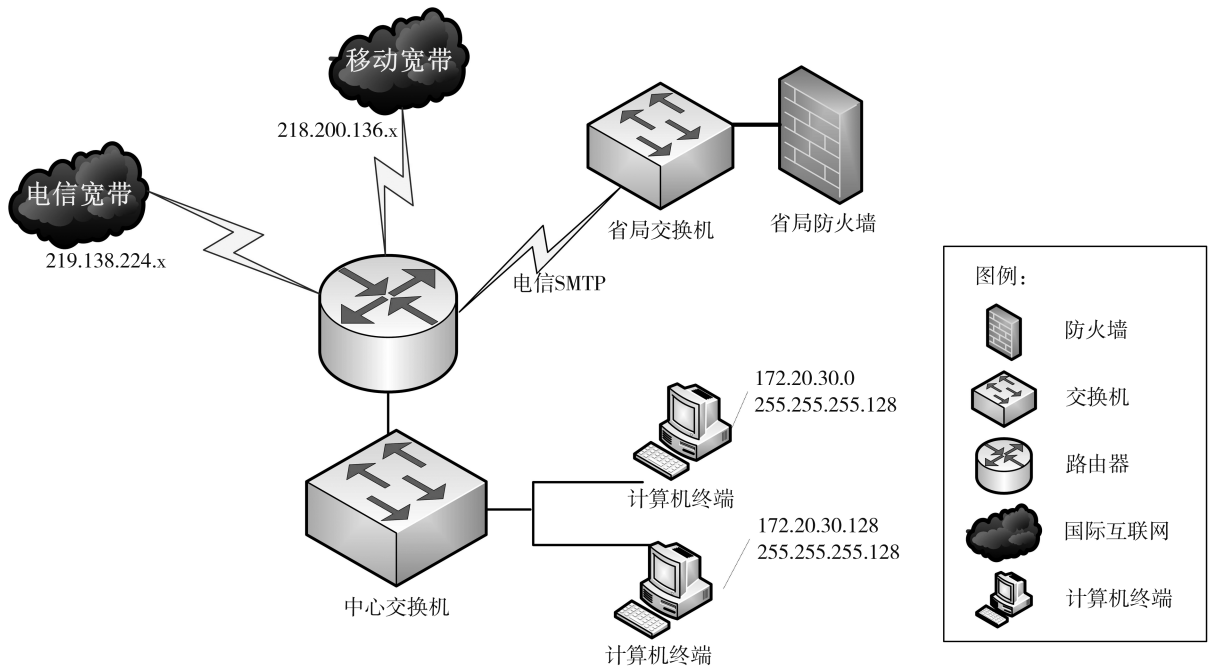 移动宽带
218.200.136.x
电信宽带
219.138.224.x
省局交换机
省局防火墙
电信SMTP
172.20.30.0
255.255.255.128
计算机终端
172.20.30.128
255.255.255.128
计算机终端
中心交换机
图例：
防火墙
交换机
路由器
国际互联网
计算机终端